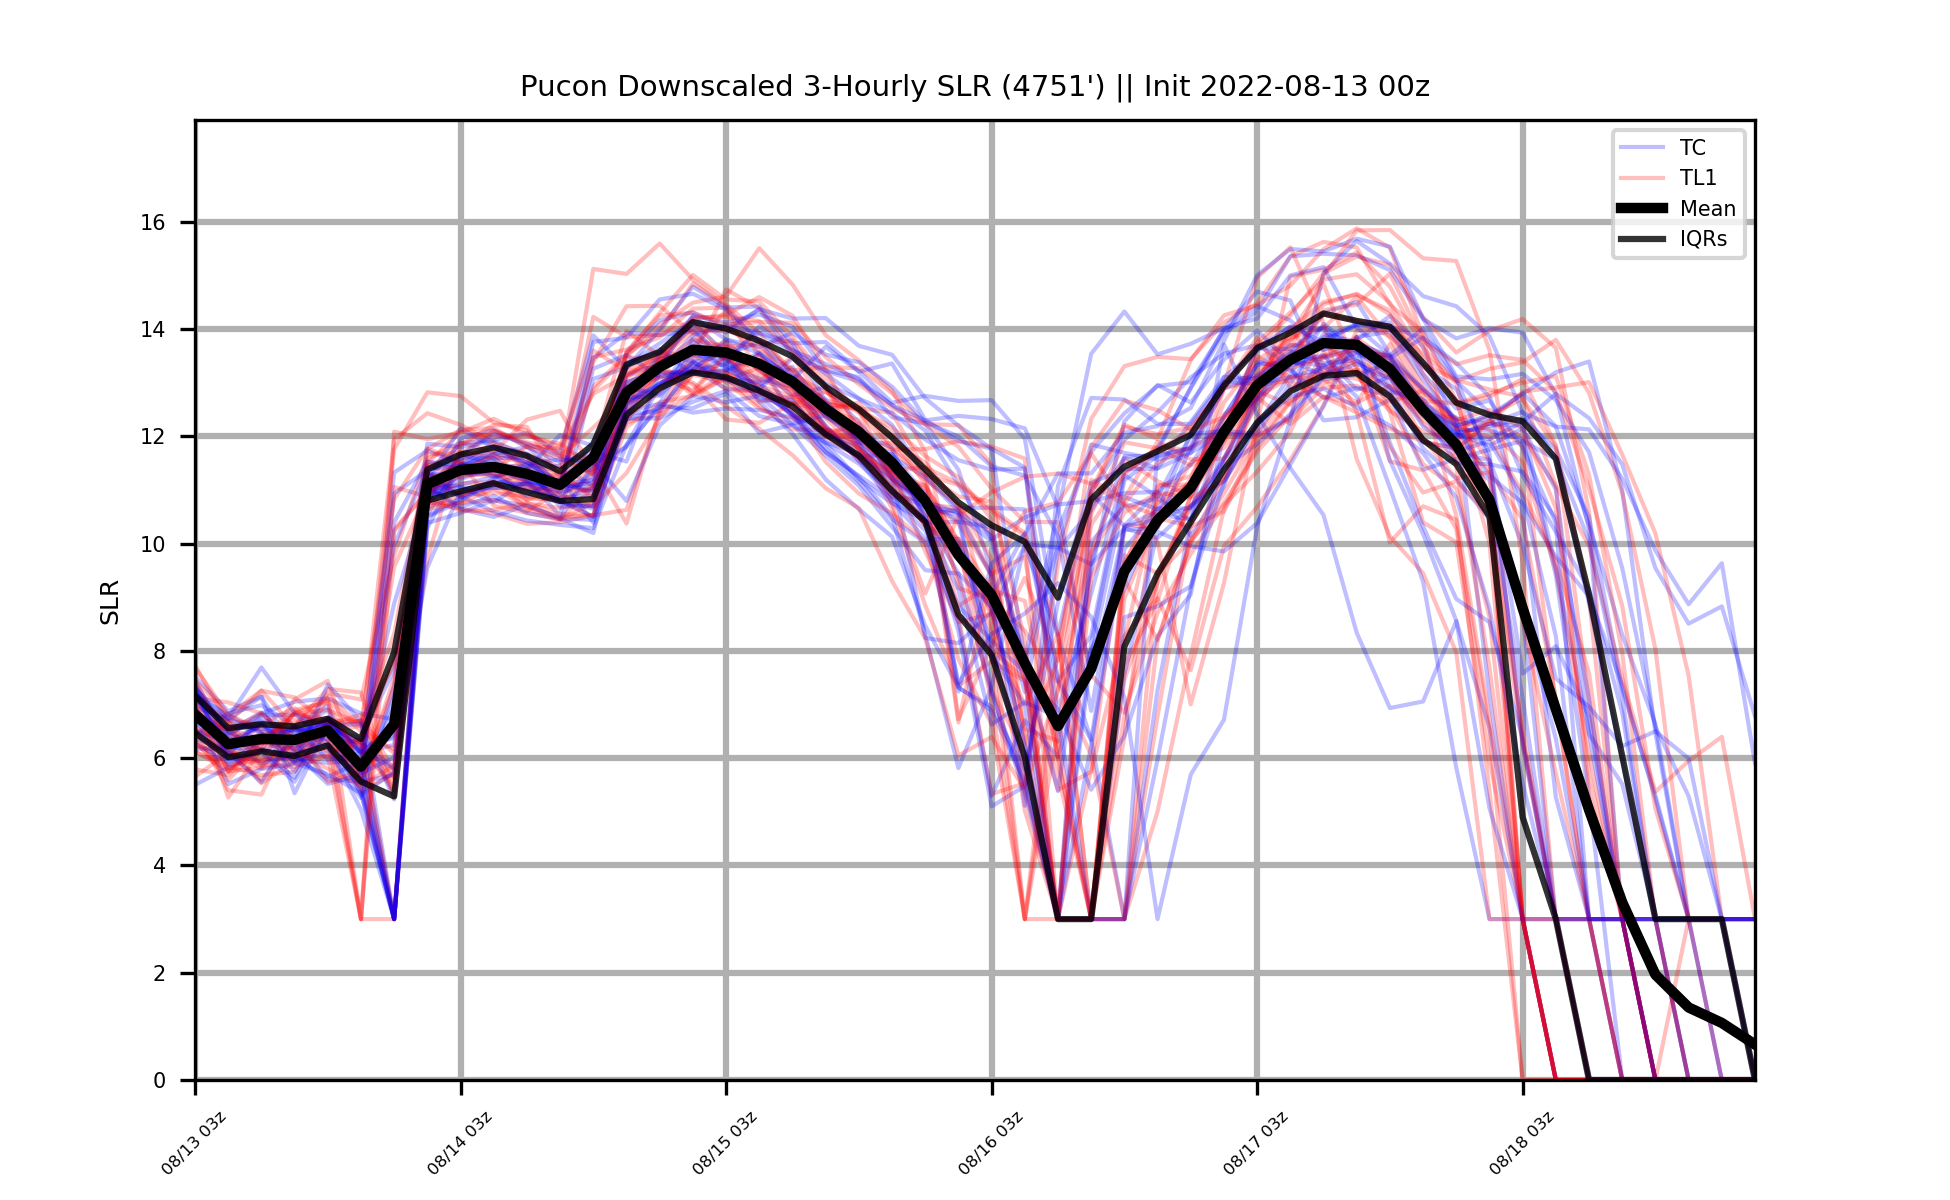 Pucon Downscaled 3-Hourly SLR (4751') || Init 2022-08-13 00z
TC
TL1
Mean
IQRs
SLR
16
14
12
10
8
6
4
2
0
08/13 03z
08/14 03z
08/15 03z
08/16 03z
08/17 03z
08/18 03z